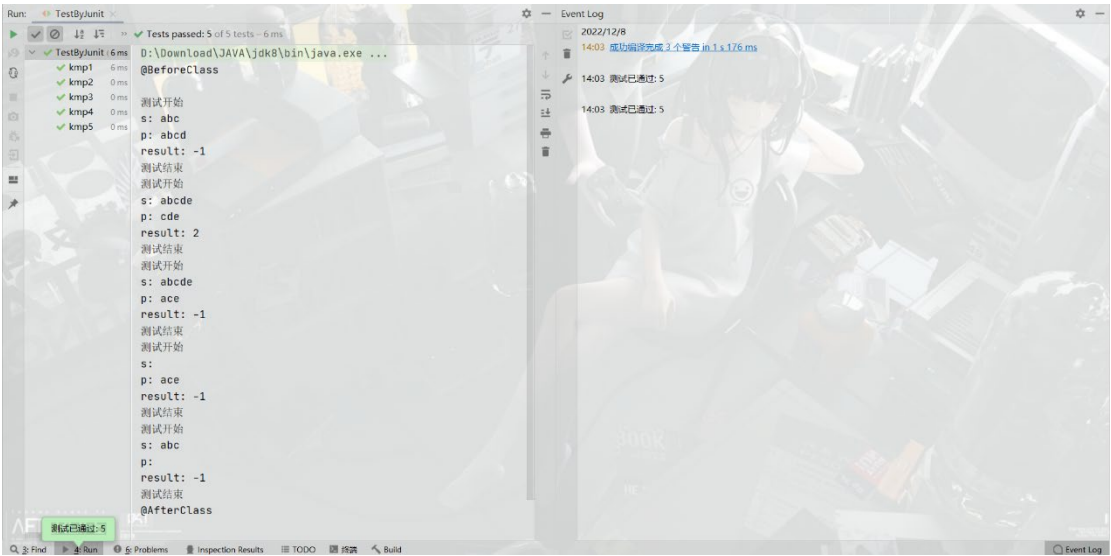 Run: TestByJunit
Tests passed: 5 of 5 tests – 6 ms
TestByJunit 6 ms
kmp1 6 ms
kmp2 0 ms
kmp3 0 ms
kmp4 0 ms
kmp5 0 ms
D:\Download\JAVA\jdk8\bin\java.exe ...
@BeforeClass
测试开始
s: abc
p: abcd
result: -1
测试结束
测试开始
s: abcde
p: cde
result: 2
测试结束
测试开始
s: abcde
p: ace
result: -1
测试结束
测试开始
s:
p: ace
result: -1
测试结束
测试开始
s: abc
p:
result: -1
测试结束
@AfterClass
Event Log
2022/12/8
14:03 成功编译完成 3 个警告 in 1 s 176 ms
14:03 测试已通过: 5
14:03 测试已通过: 5
测试已通过: 5
3: Find 4: Run 6: Problems Inspection Results TODO 终端 Build Event Log